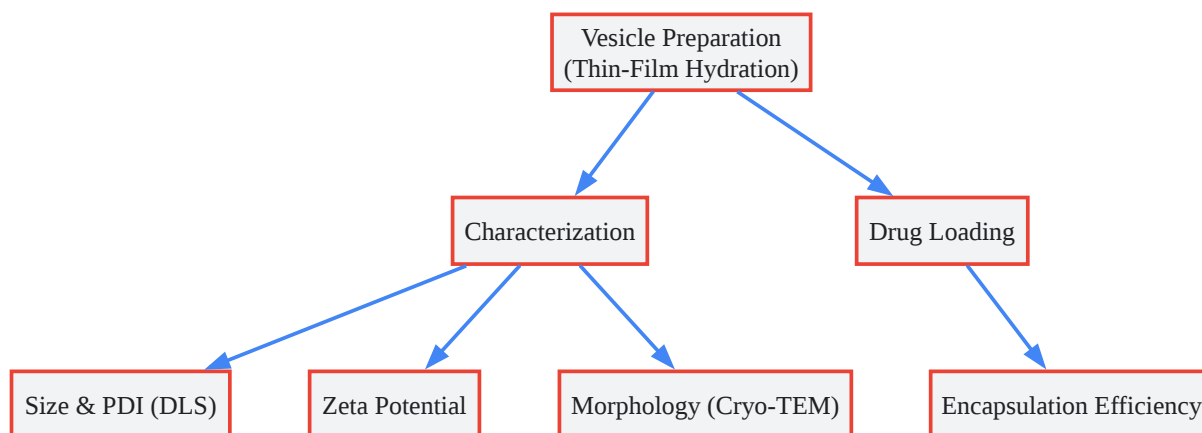 Vesicle Preparation
(Thin-Film Hydration)
Characterization
Drug Loading
Size & PDI (DLS)
Zeta Potential
Morphology (Cryo-TEM)
Encapsulation Efficiency